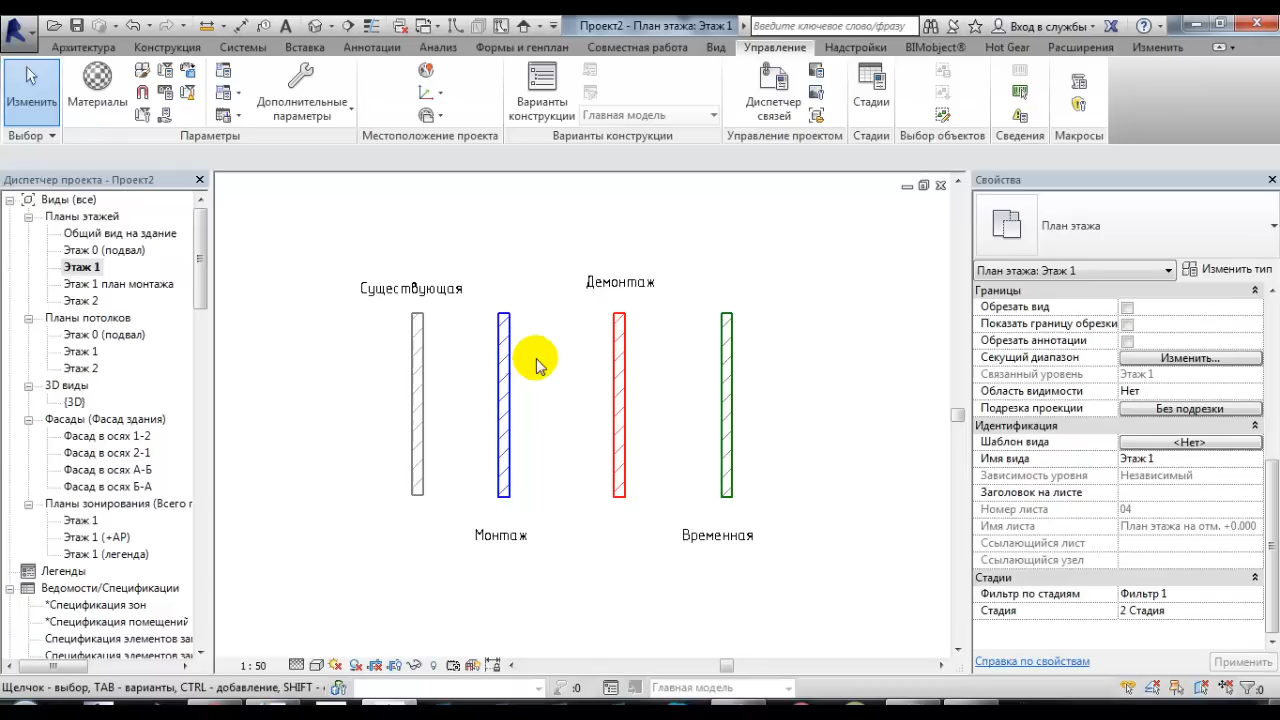 Проект2 - План этажа: Этаж 1
Введите ключевое слово/фразу
Вход в службы
Архитектура Конструкция Системы Вставка Аннотации Анализ Формы и генплан Совместная работа Вид Управление Надстройки BIMobject® Hot Gear Расширения Изменить
Изменить
Материалы
Дополнительные параметры
Варианты конструкции
Главная модель
Диспетчер связей
Стадии
Выбор
Параметры
Местоположение проекта
Варианты конструкции
Управление проектом
Стадии
Выбор объектов
Сведения
Макросы
Диспетчер проекта - Проект2
Виды (все)
Планы этажей
Общий вид на здание
Этаж 0 (подвал)
Этаж 1
Этаж 1 план монтажа
Этаж 2
Планы потолков
Этаж 0 (подвал)
Этаж 1
Этаж 2
3D виды
{3D}
Фасады (Фасад здания)
Фасад в осях 1-2
Фасад в осях 2-1
Фасад в осях А-Б
Фасад в осях Б-А
Планы зонирования (Всего г
Этаж 1
Этаж 1 (+АР)
Этаж 1 (легенда)
Легенды
Ведомости/Спецификации
*Спецификация зон
*Спецификация помещений
Спецификация элементов за
Существующая
Демонтаж
Монтаж
Временная
1 : 50
Свойства
План этажа
План этажа: Этаж 1
Изменить тип
Границы
Обрезать вид
Показать границу обрезки
Обрезать аннотации
Секущий диапазон Изменить...
Связанный уровень Этаж 1
Область видимости Нет
Подрезка проекции Без подрезки
Идентификация
Шаблон вида <Нет>
Имя вида Этаж 1
Зависимость уровня Независимый
Заголовок на листе
Номер листа 04
Имя листа План этажа на отм. +0.000
Ссылающийся лист
Ссылающийся узел
Стадии
Фильтр по стадиям Фильтр 1
Стадия 2 Стадия
Справка по свойствам
Применить
Щелчок - выбор, TAB - варианты, CTRL - добавление, SHIFT -
:0
Главная модель
:0